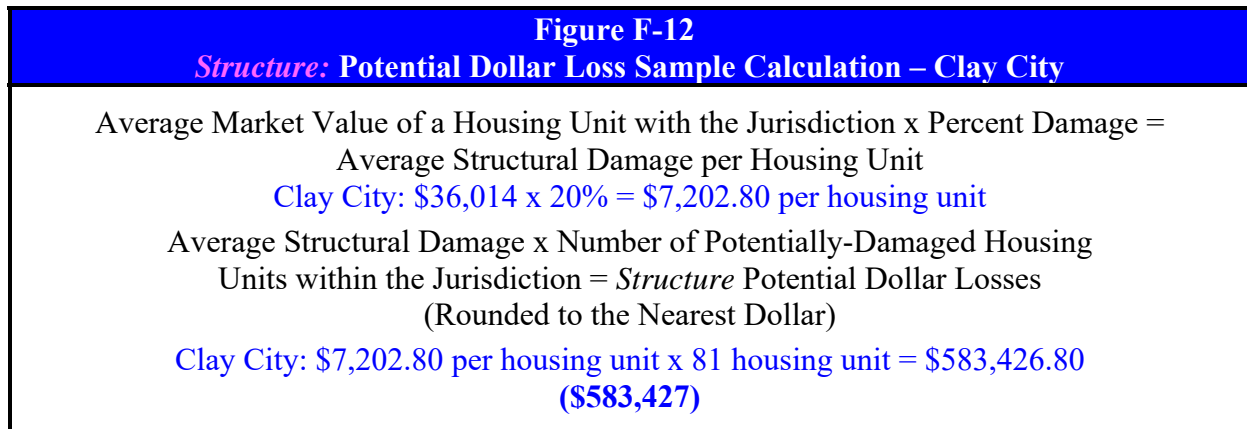 Figure F-12
Structure: Potential Dollar Loss Sample Calculation – Clay City
Average Market Value of a Housing Unit with the Jurisdiction x Percent Damage =
Average Structural Damage per Housing Unit
Clay City: $36,014 x 20% = $7,202.80 per housing unit
Average Structural Damage x Number of Potentially-Damaged Housing
Units within the Jurisdiction = Structure Potential Dollar Losses
(Rounded to the Nearest Dollar)
Clay City: $7,202.80 per housing unit x 81 housing unit = $583,426.80
($583,427)